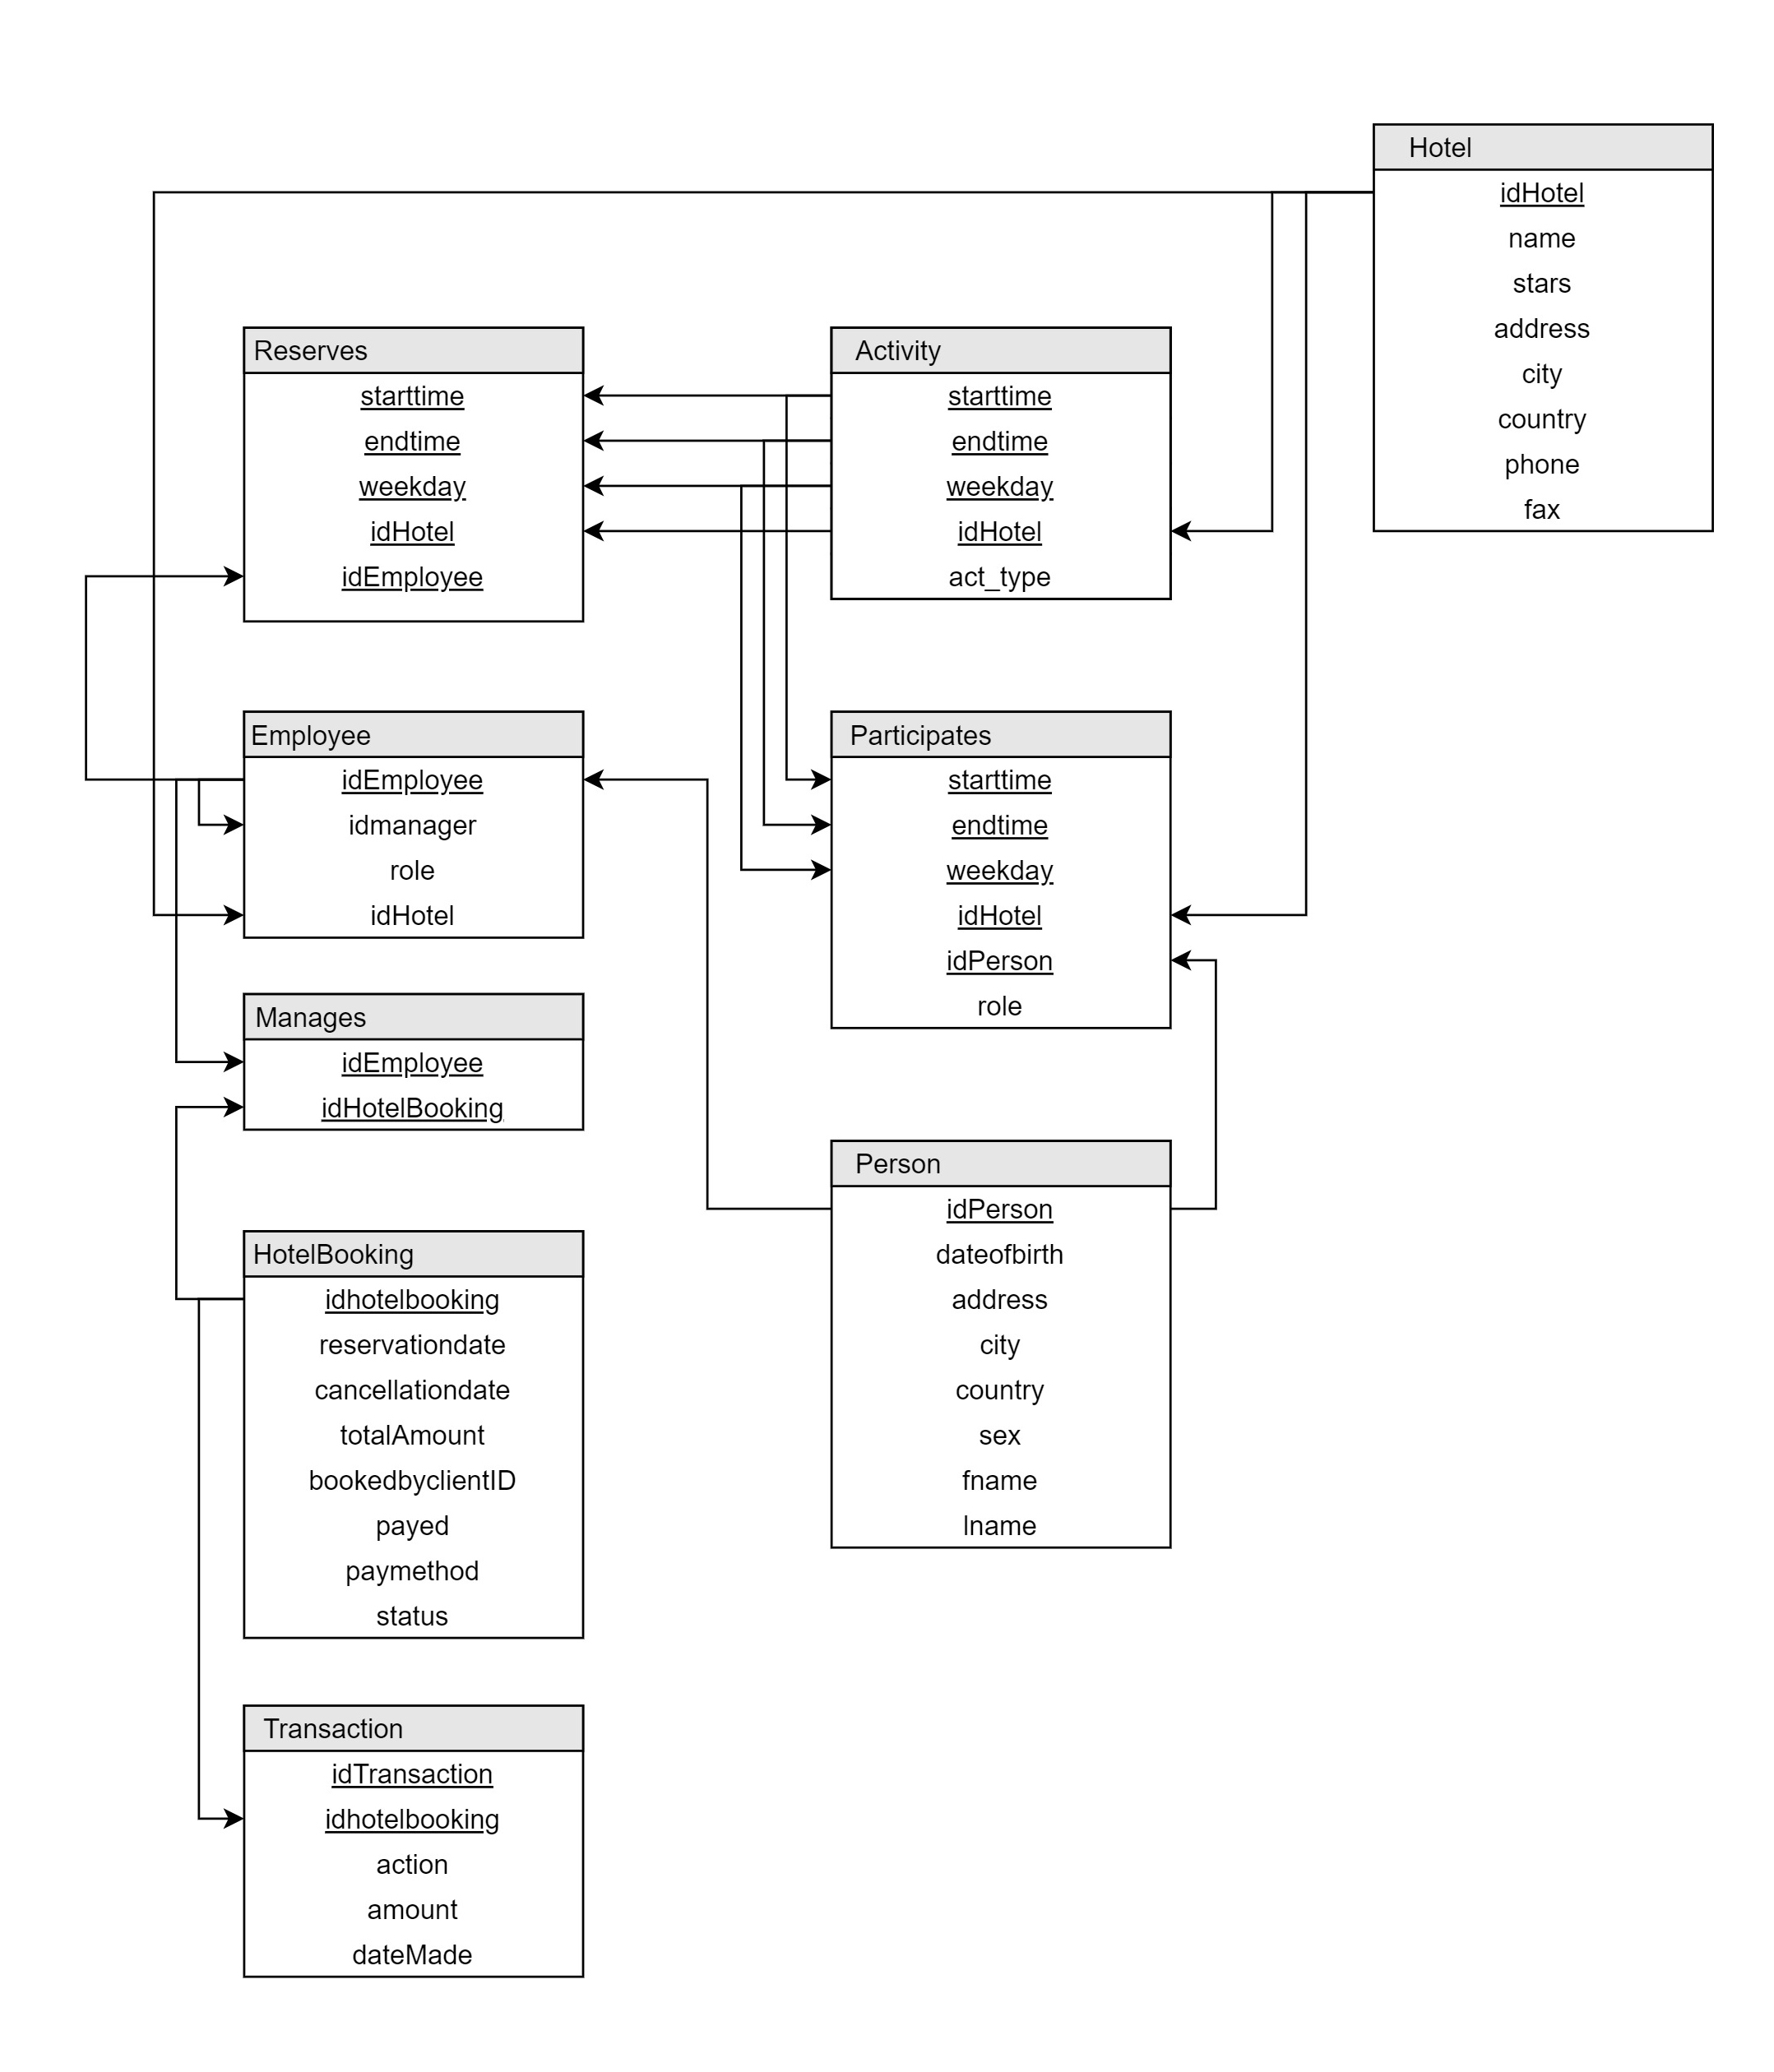 Hotel
idHotel
name
stars
address
city
country
phone
fax
Reserves
starttime
endtime
weekday
idHotel
idEmployee
Activity
starttime
endtime
weekday
idHotel
act_type
Employee
idEmployee
idmanager
role
idHotel
Participates
starttime
endtime
weekday
idHotel
idPerson
role
Manages
idEmployee
idHotelBooking
Person
idPerson
dateofbirth
address
city
country
sex
fname
lname
HotelBooking
idhotelbooking
reservationdate
cancellationdate
totalAmount
bookedbyclientID
payed
paymethod
status
Transaction
idTransaction
idhotelbooking
action
amount
dateMade